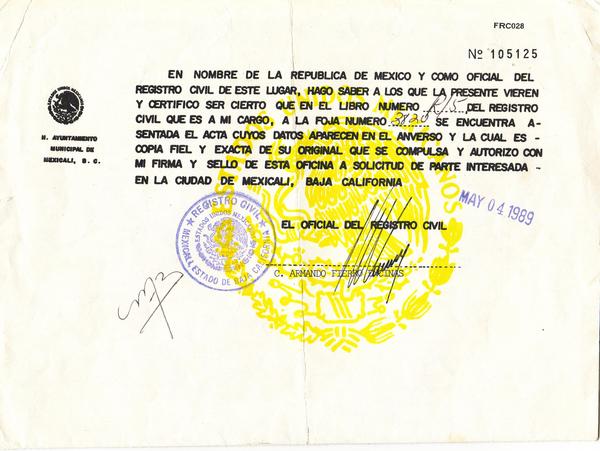 FRC028
Nº 105125
EN NOMBRE DE LA REPUBLICA DE MEXICO Y COMO OFICIAL DEL
REGISTRO CIVIL DE ESTE LUGAR, HAGO SABER A LOS QUE LA PRESENTE VIEREN
Y CERTIFICO SER CIERTO QUE EN EL LIBRO NUMERO R/5 DEL REGISTRO
CIVIL QUE ES A MI CARGO, A LA FOJA NUMERO SE ENCUENTRA A-
SENTADA EL ACTA CUYOS DATOS APARECEN EN EL ANVERSO Y LA CUAL ES -
COPIA FIEL Y EXACTA DE SU ORIGINAL QUE SE COMPULSA Y AUTORIZO CON
MI FIRMA Y SELLO DE ESTA OFICINA A SOLICITUD DE PARTE INTERESADA -
EN LA CIUDAD DE MEXICALI, BAJA CALIFORNIA
H. AYUNTAMIENTO
MUNICIPAL DE
MEXICALI, B. C.
MAY 04 1989
EL OFICIAL DEL REGISTRO CIVIL
C. ARMANDO FIERRO
REGISTRO CIVIL
ESTADOS UNIDOS MEXICANOS
MEXICALI, ESTADO DE BAJA CALIFORNIA